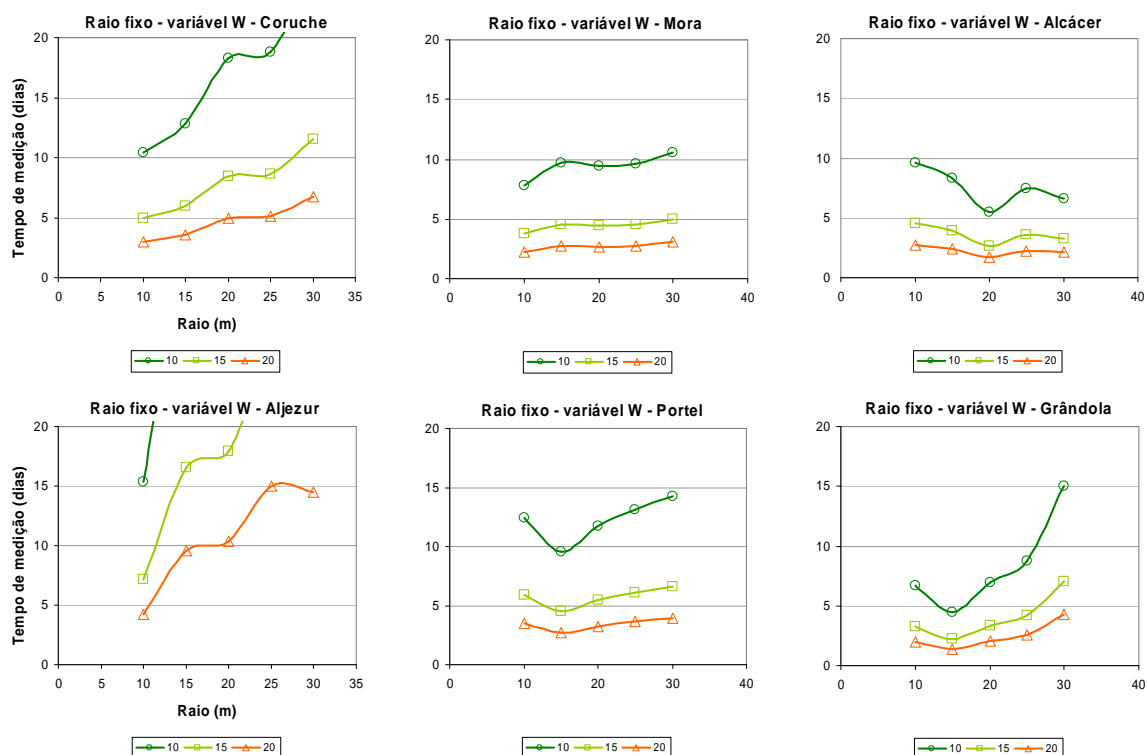 Raio fixo - variável W - Coruche
Tempo de medição (dias)
20
15
10
5
0
0 5 10 15 20 25 30 35
Raio (m)
10 15 20
Raio fixo - variável W - Mora
20
15
10
5
0
0 10 20 30 40
10 15 20
Raio fixo - variável W - Alcácer
20
15
10
5
0
0 10 20 30 40
10 15 20
Raio fixo - variável W - Aljezur
Tempo de medição (dias)
20
15
10
5
0
0 5 10 15 20 25 30 35
Raio (m)
10 15 20
Raio fixo - variável W - Portel
20
15
10
5
0
0 10 20 30 40
10 15 20
Raio fixo - variável W - Grândola
20
15
10
5
0
0 10 20 30 40
10 15 20